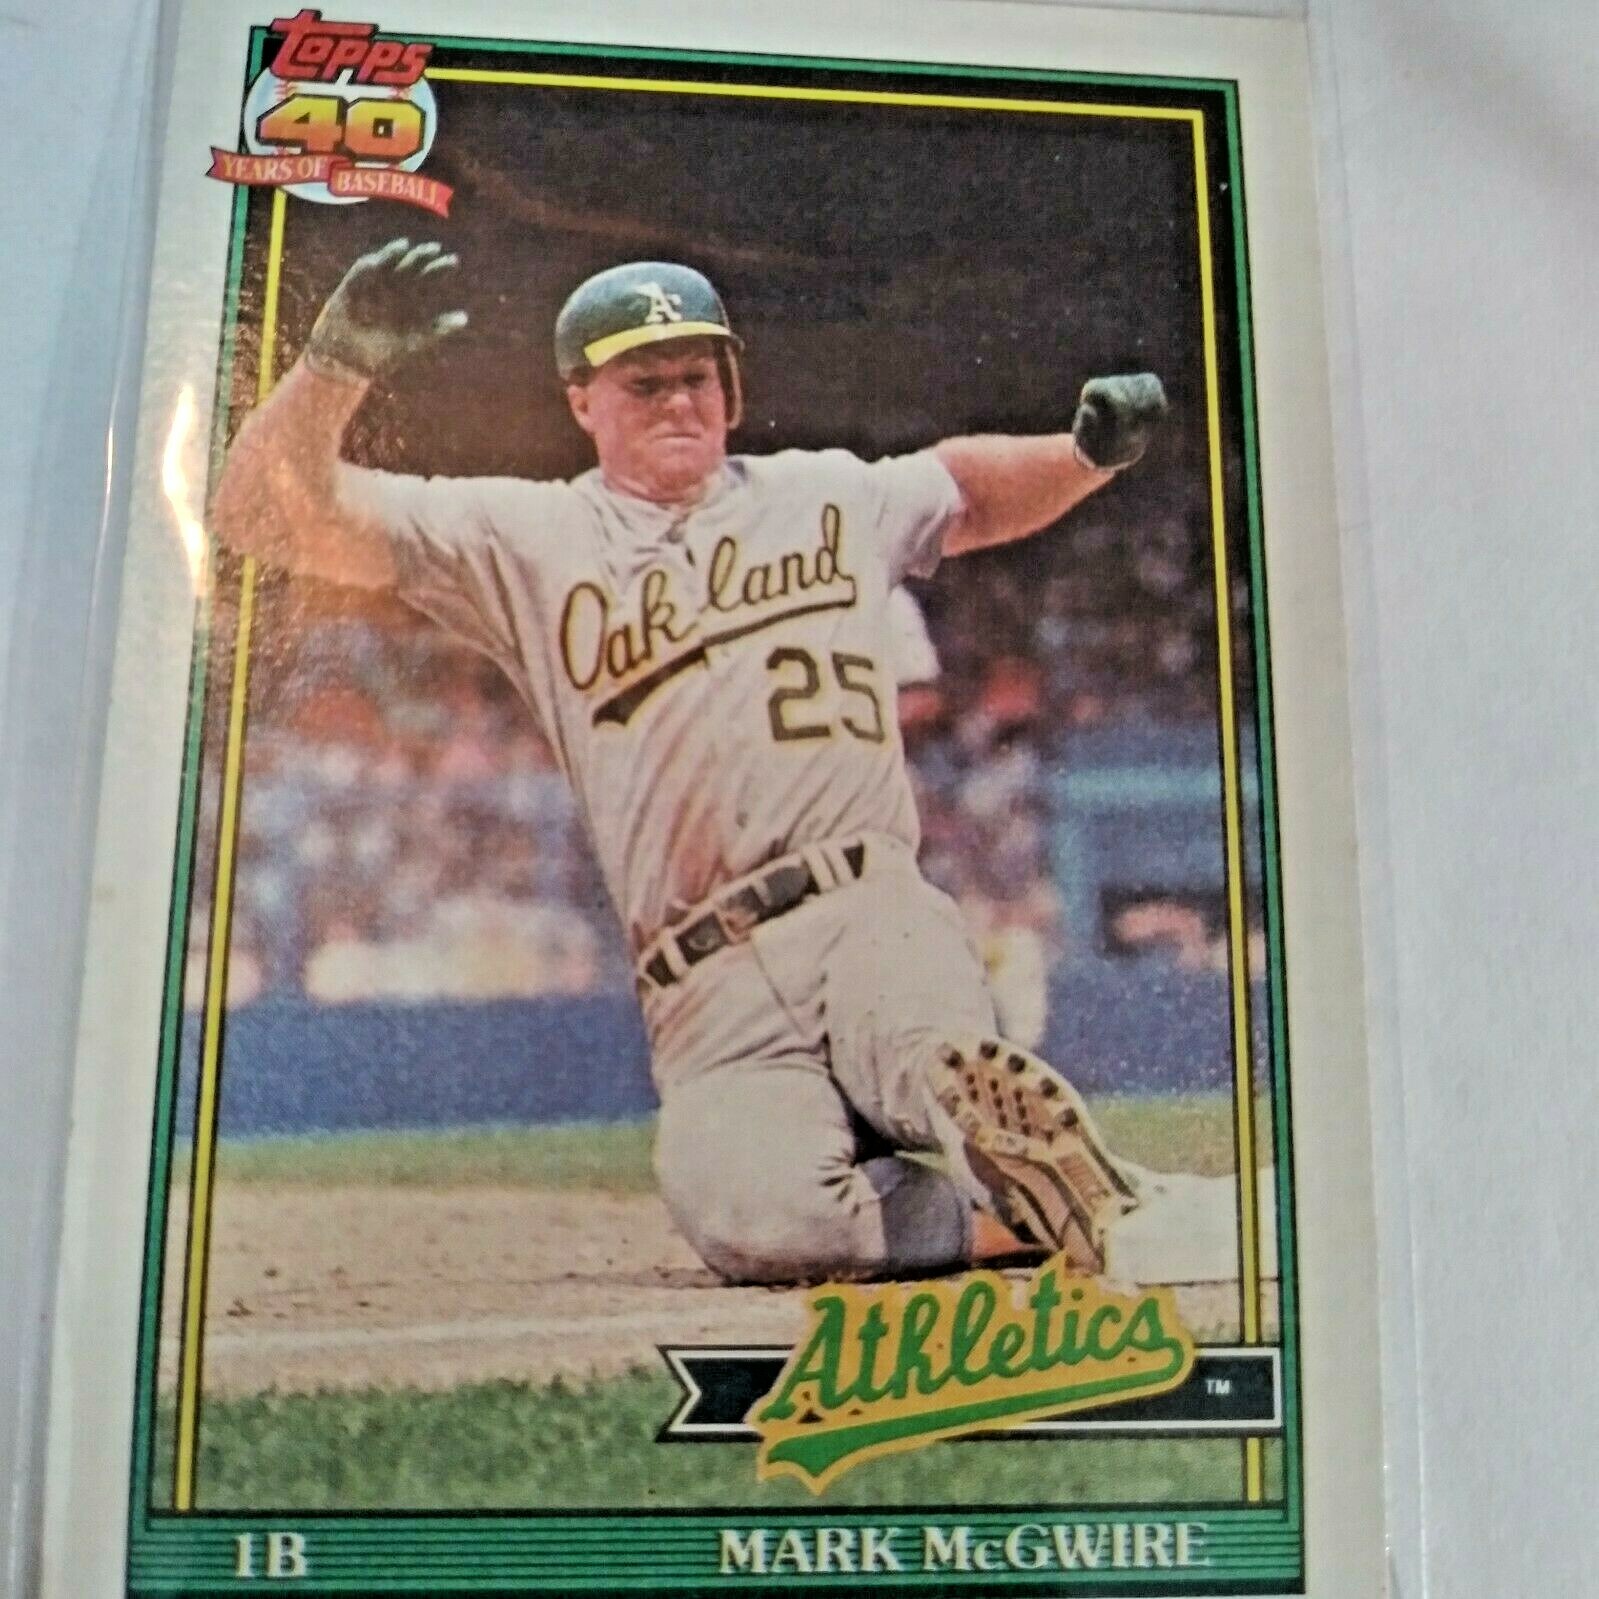 Topps
40
YEARS OF BASEBALL
A's
Oakland
25
Athletics
TM
1B
MARK McGWIRE